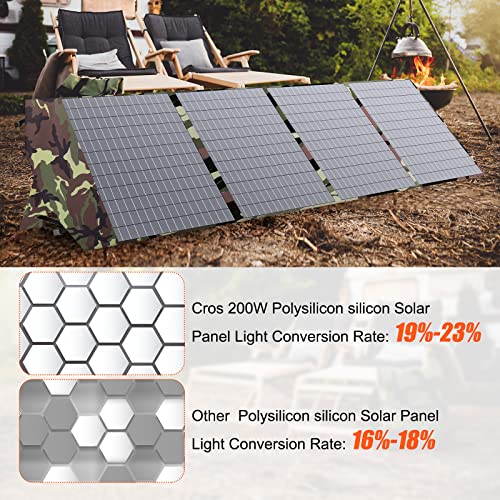 Cros 200W Polysilicon silicon Solar
Panel Light Conversion Rate: 19%-23%
Other Polysilicon silicon Solar Panel
Light Conversion Rate: 16%-18%